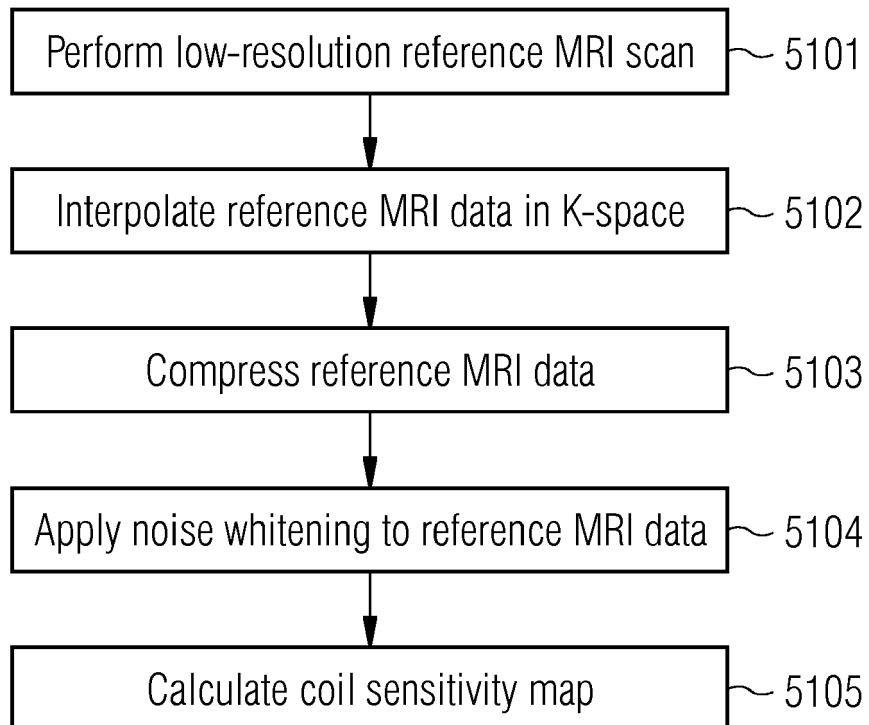 Perform low-resolution reference MRI scan 5101
Interpolate reference MRI data in K-space 5102
Compress reference MRI data 5103
Apply noise whitening to reference MRI data 5104
Calculate coil sensitivity map 5105